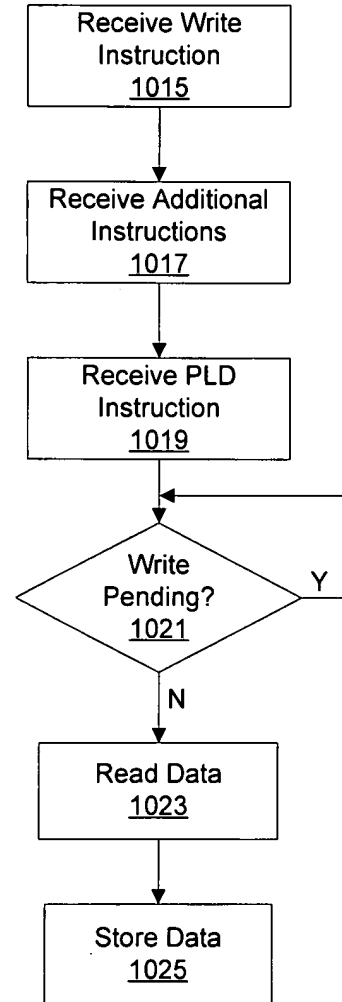 Receive Write
Instruction
1015
Receive Additional
Instructions
1017
Receive PLD
Instruction
1019
Write
Pending?
1021
Y
N
Read Data
1023
Store Data
1025